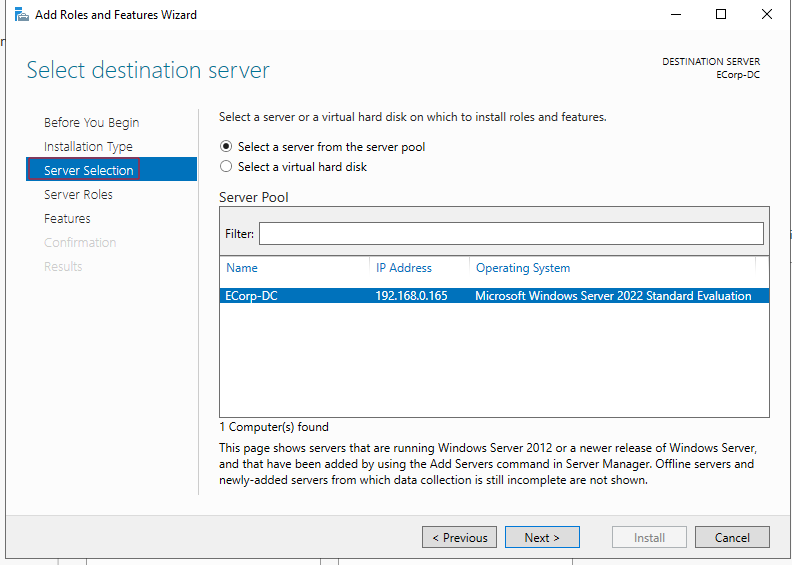 Add Roles and Features Wizard
Select destination server
DESTINATION SERVER
ECorp-DC
Before You Begin
Installation Type
Server Selection
Server Roles
Features
Confirmation
Results
Select a server or a virtual hard disk on which to install roles and features.
Select a server from the server pool
Select a virtual hard disk
Server Pool
Filter:
Name IP Address Operating System
ECorp-DC 192.168.0.165 Microsoft Windows Server 2022 Standard Evaluation
1 Computer(s) found
This page shows servers that are running Windows Server 2012 or a newer release of Windows Server,
and that have been added by using the Add Servers command in Server Manager. Offline servers and
newly-added servers from which data collection is still incomplete are not shown.
< Previous Next > Install Cancel